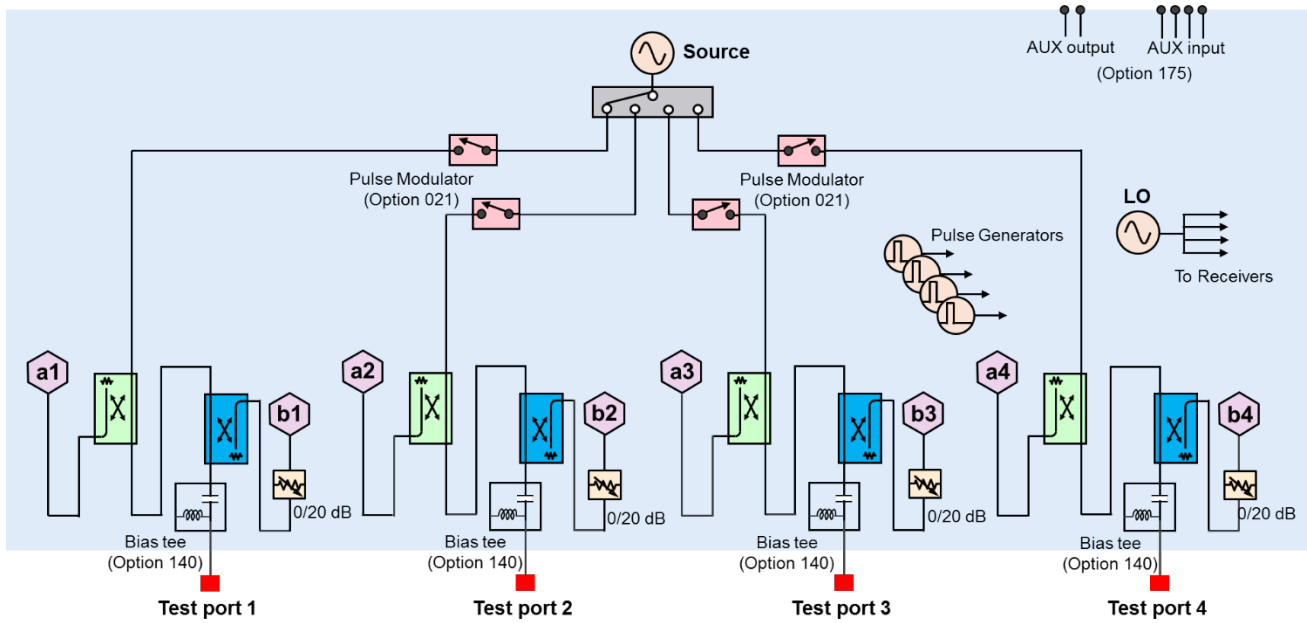 AUX output
AUX input
(Option 175)
Source
Pulse Modulator
(Option 021)
Pulse Modulator
(Option 021)
LO
Pulse Generators
To Receivers
a1
b1
a2
b2
a3
b3
a4
b4
0/20 dB
0/20 dB
0/20 dB
0/20 dB
Bias tee
(Option 140)
Bias tee
(Option 140)
Bias tee
(Option 140)
Bias tee
(Option 140)
Test port 1
Test port 2
Test port 3
Test port 4